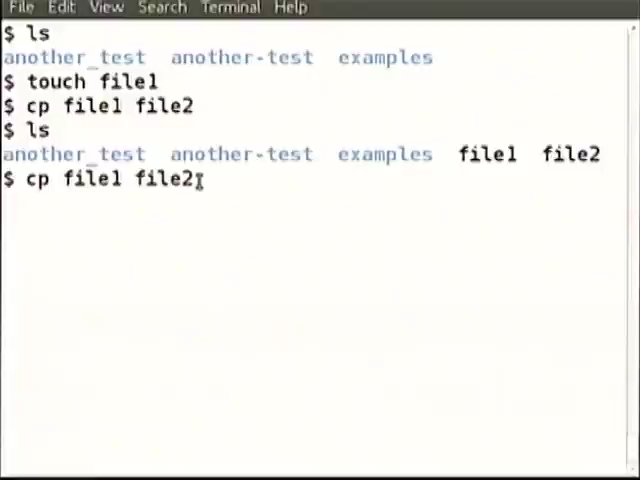 File Edit View Search Terminal Help
$ ls
another_test another-test examples
$ touch file1
$ cp file1 file2
$ ls
another_test another-test examples file1 file2
$ cp file1 file2